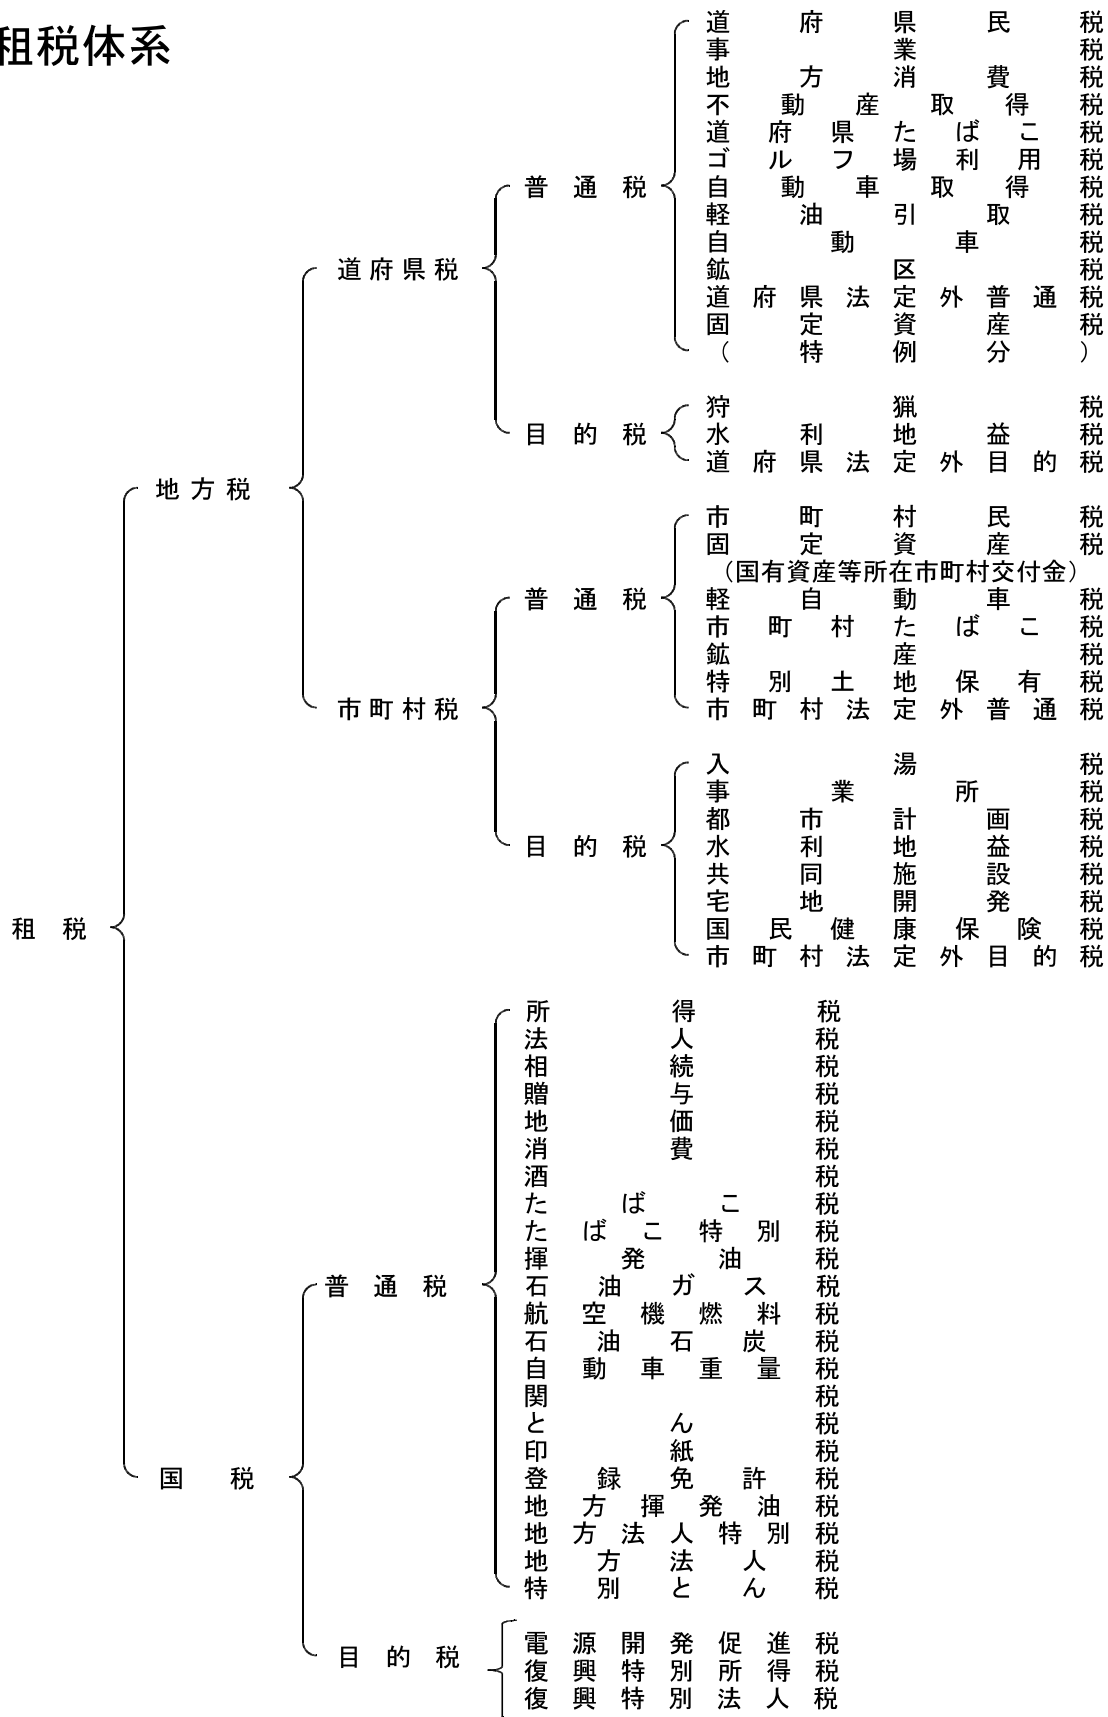 租税体系
道府県民税
事業税
地方消費税
不動産取得税
道府県たばこ税
ゴルフ場利用税
普通税
自動車取得税
軽油引取税
自動車税
道府県税
鉱区税
道府県法定外普通税
固定資産税
(特例分)
狩猟税
目的税
水利地益税
道府県法定外目的税
地方税
市町村民税
固定資産税
(国有資産等所在市町村交付金)
普通税
軽自動車税
市町村たばこ税
鉱産税
特別土地保有税
市町村税
市町村法定外普通税
入湯税
事業所税
都市計画税
目的税
水利地益税
共同施設税
宅地開発税
租税
国民健康保険税
市町村法定外目的税
所得税
法人税
相続税
贈与税
地価税
消費税
酒税
たばこ税
たばこ特別税
揮発油税
普通税
石油ガス税
航空機燃料税
石油石炭税
自動車重量税
関税
とん税
印紙税
国税
登録免許税
地方揮発油税
地方法人特別税
地方法人税
特別とん税
目的税
電源開発促進税
復興特別所得税
復興特別法人税